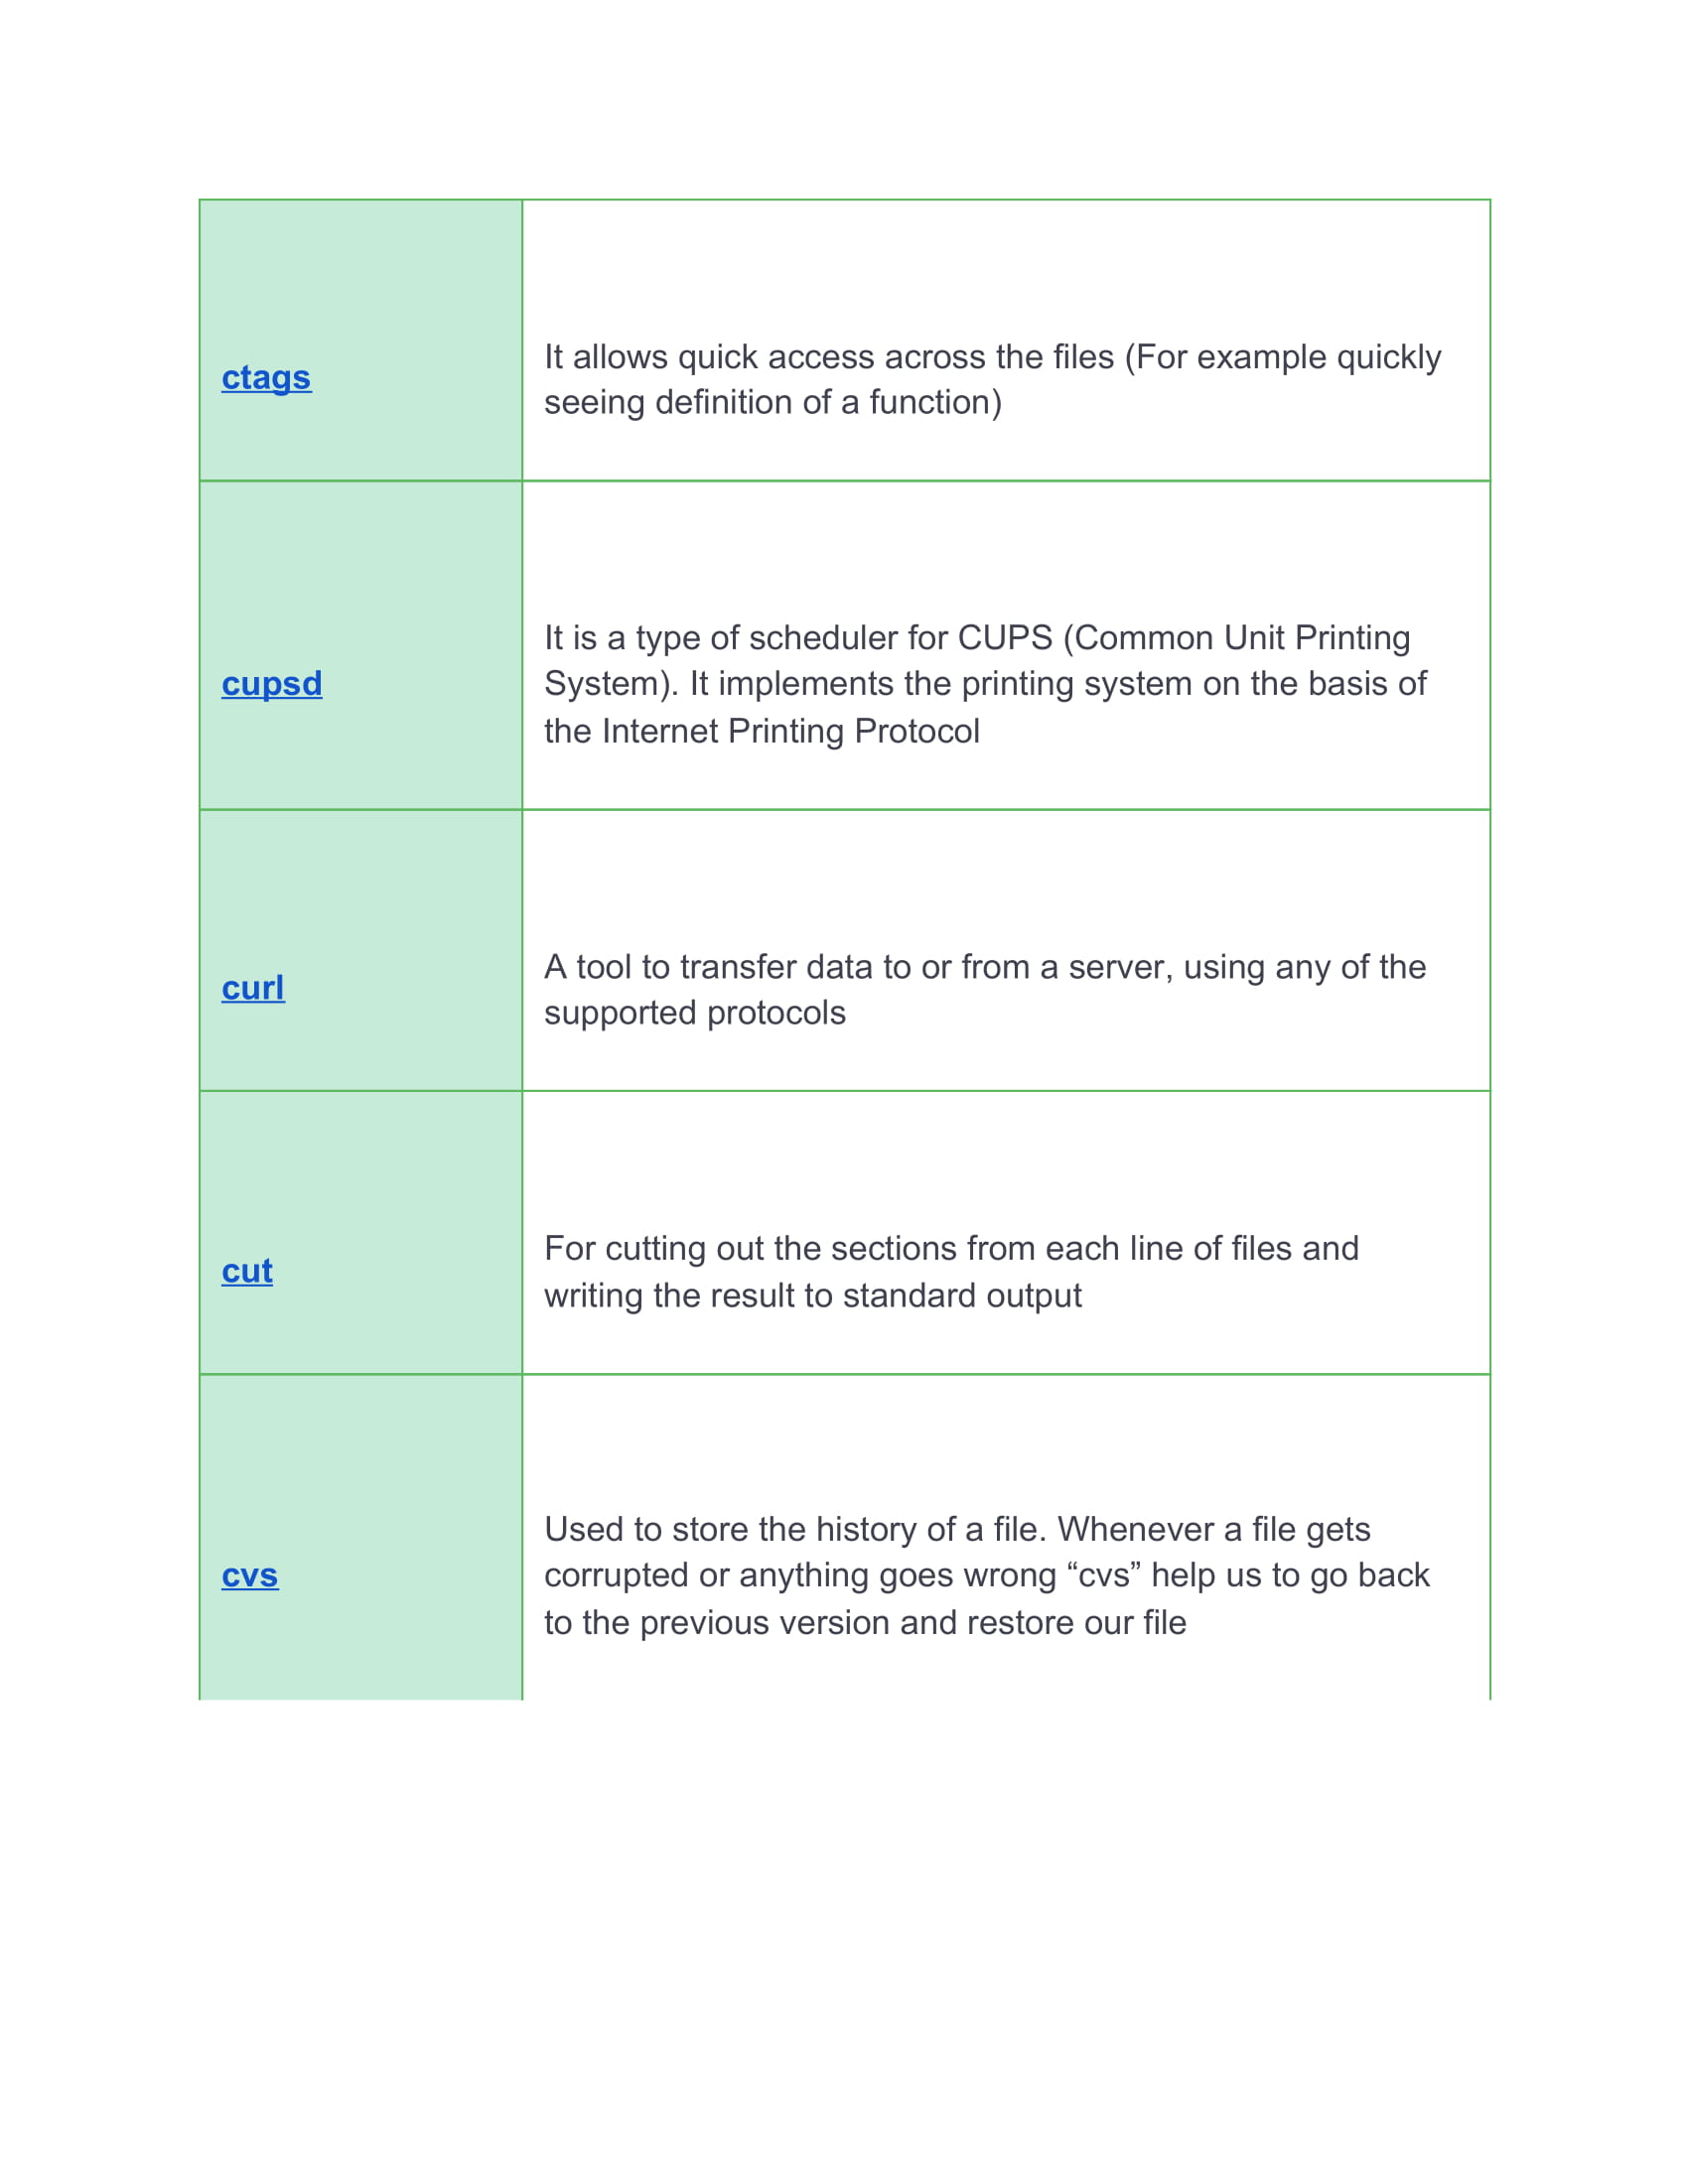 ctags
It allows quick access across the files (For example quickly
seeing definition of a function)
cupsd
It is a type of scheduler for CUPS (Common Unit Printing
System). It implements the printing system on the basis of
the Internet Printing Protocol
curl
A tool to transfer data to or from a server, using any of the
supported protocols
cut
For cutting out the sections from each line of files and
writing the result to standard output
cvs
Used to store the history of a file. Whenever a file gets
corrupted or anything goes wrong “cvs” help us to go back
to the previous version and restore our file